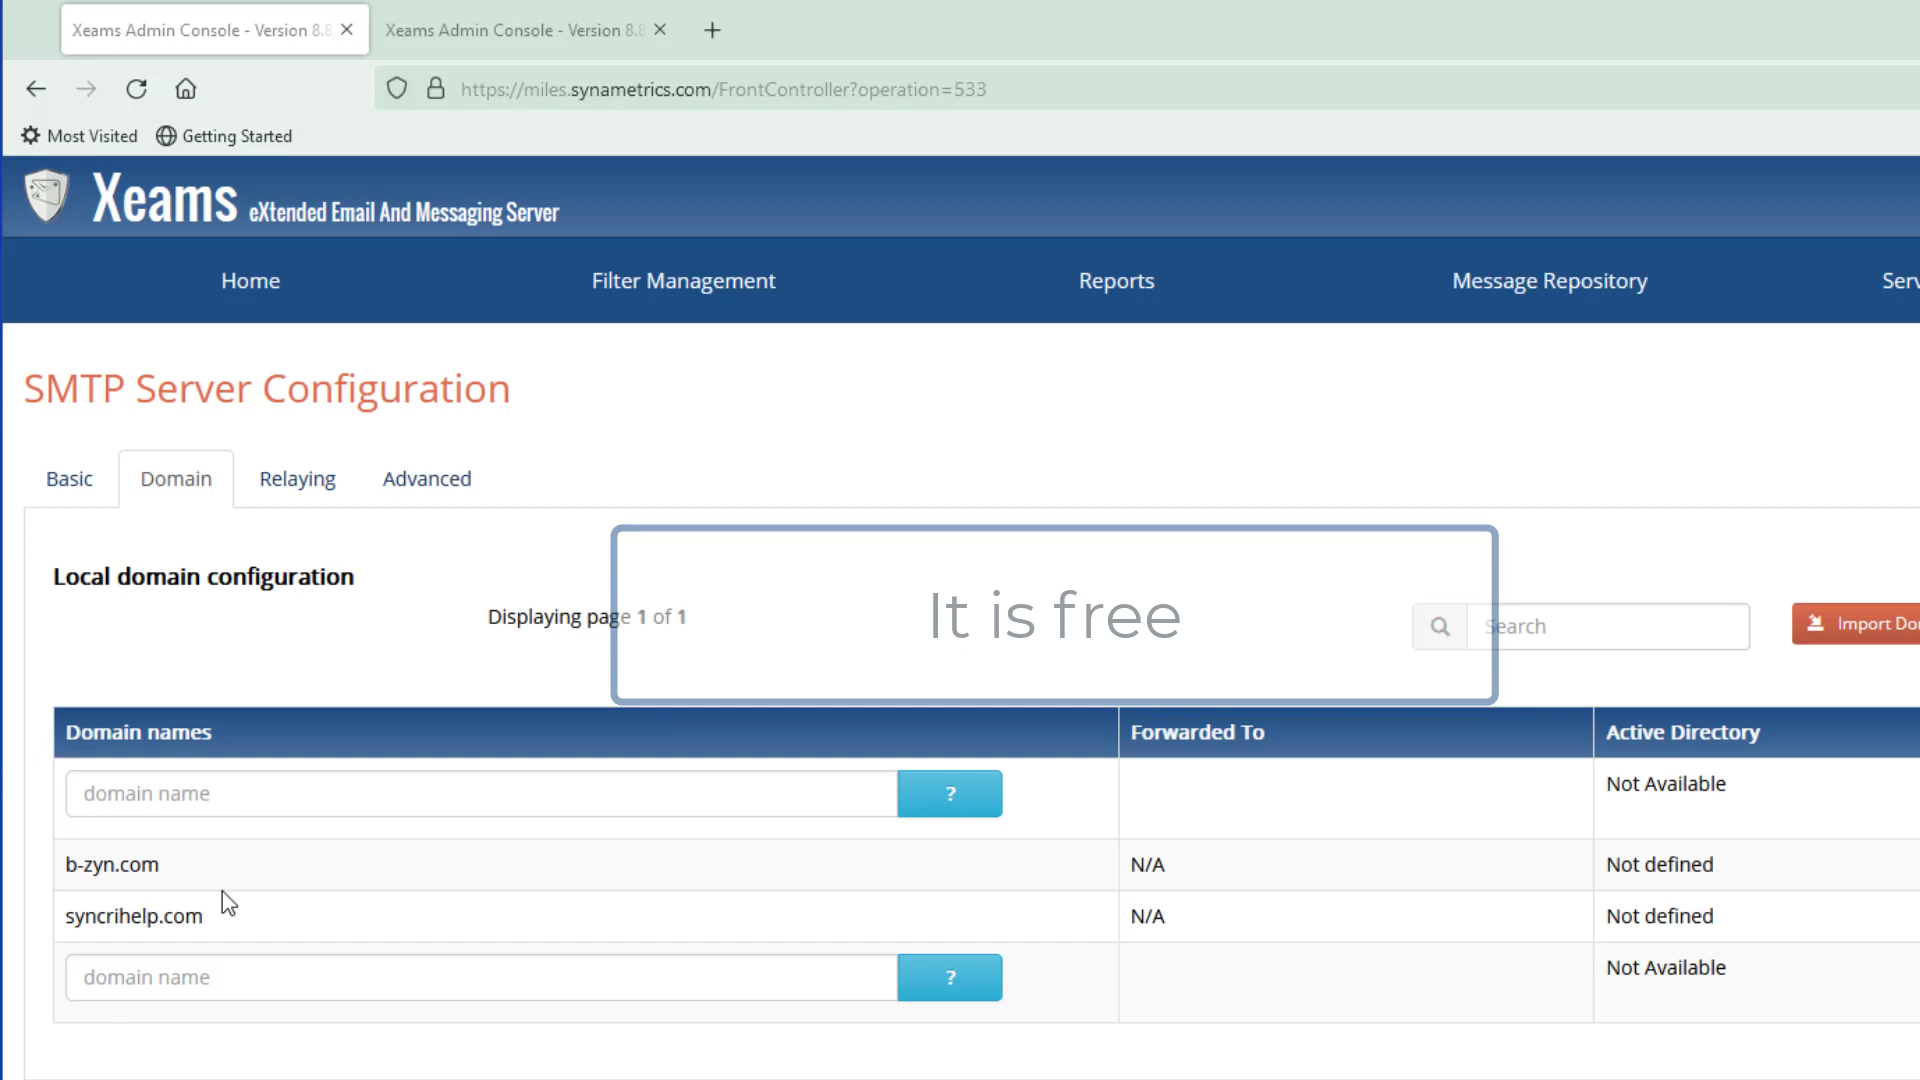 Xeams Admin Console - Version 8.8
Xeams Admin Console - Version 8.8
https://miles.synametrics.com/FrontController?operation=533
Most Visited Getting Started
Xeams eXtended Email And Messaging Server
Home Filter Management Reports Message Repository Serv
SMTP Server Configuration
Basic Domain Relaying Advanced
Local domain configuration
Displaying page 1 of 1
It is free
Search
Import Do
Domain names Forwarded To Active Directory
domain name ? Not Available
b-zyn.com N/A Not defined
syncrihelp.com N/A Not defined
domain name ? Not Available